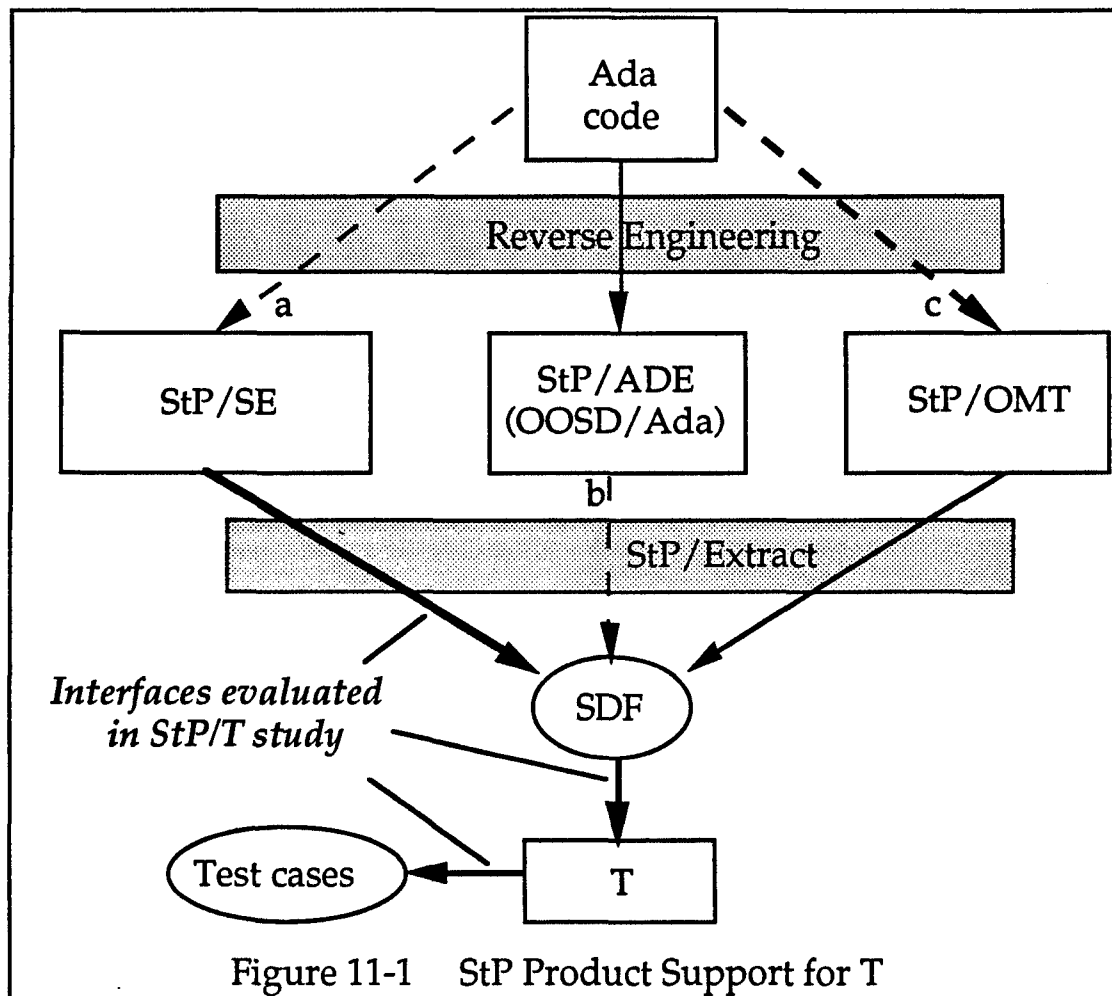 Ada
code
Reverse Engineering
a
c
StP/SE
StP/ADE
(OOSD/Ada)
StP/OMT
b
StP/Extract
Interfaces evaluated
in StP/T study
SDF
Test cases
T
Figure 11-1 StP Product Support for T